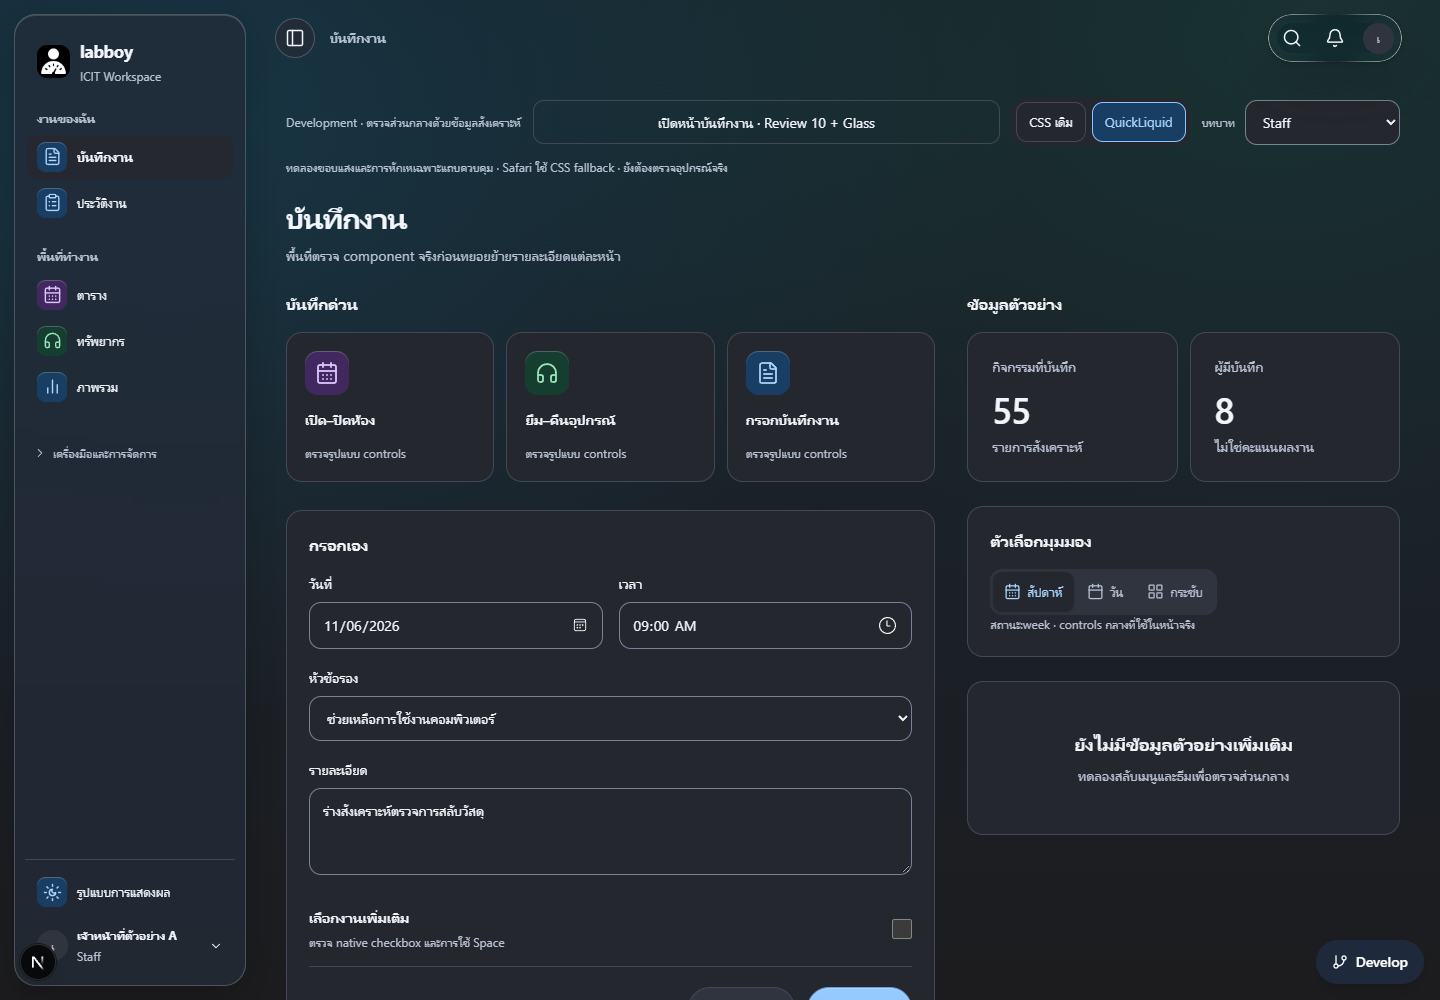 labboy
ICIT Workspace
งานของฉัน
บันทึกงาน
ประวัติงาน
พื้นที่ทำงาน
ตาราง
ทรัพยากร
ภาพรวม
เครื่องมือและการจัดการ
รูปแบบการแสดงผล
เจ้าหน้าที่ตัวอย่าง A
Staff
N
บันทึกงาน
Development · ตรวจส่วนกลางด้วยข้อมูลสังเคราะห์
เปิดหน้าบันทึกงาน · Review 10 + Glass
CSS เดิม
QuickLiquid
บทบาท
Staff
ทดลองขอบแสงและการหักเหเฉพาะแถบควบคุม · Safari ใช้ CSS fallback · ยังต้องตรวจอุปกรณ์จริง
บันทึกงาน
พื้นที่ตรวจ component จริงก่อนทยอยย้ายรายละเอียดแต่ละหน้า
บันทึกด่วน
เปิด–ปิดห้อง
ตรวจรูปแบบ controls
ยืม–คืนอุปกรณ์
ตรวจรูปแบบ controls
กรอกบันทึกงาน
ตรวจรูปแบบ controls
กรอกเอง
วันที่
เวลา
11/06/2026
09:00 AM
หัวข้อรอง
ช่วยเหลือการใช้งานคอมพิวเตอร์
รายละเอียด
ร่างสังเคราะห์ตรวจการสลับวัสดุ
เลือกงานเพิ่มเติม
ตรวจ native checkbox และการใช้ Space
ข้อมูลตัวอย่าง
กิจกรรมที่บันทึก
55
รายการสังเคราะห์
ผู้มีบันทึก
8
ไม่ใช่คะแนนผลงาน
ตัวเลือกมุมมอง
สัปดาห์
วัน
กระชับ
สถานะweek · controls กลางที่ใช้ในหน้าจริง
ยังไม่มีข้อมูลตัวอย่างเพิ่มเติม
ทดลองสลับเมนูและธีมเพื่อตรวจส่วนกลาง
Develop